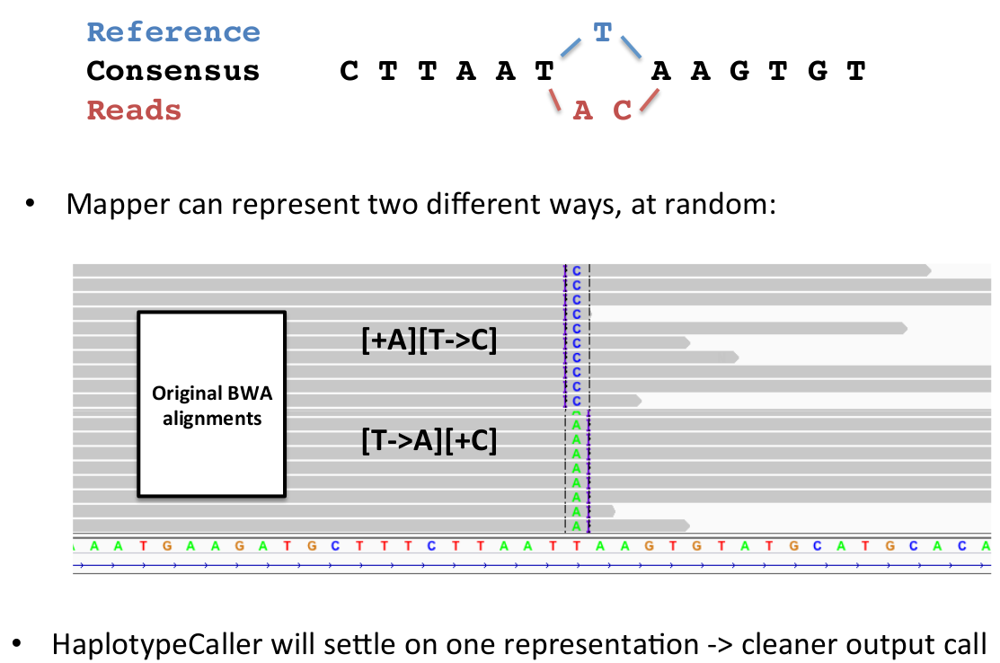 Reference T
Consensus C T T A A T A A G T G T
Reads A C
• Mapper can represent two different ways, at random:
C
C
C
C
C
[+A][T->C] C
C
C
C
C
Original BWA
alignments
A
[T->A][+C] A
A
A
A
A
A
A
A A T G A A G A T G C T T T C T T A A T T A A G T G T A T G C A T G C A C A
• HaplotypeCaller will settle on one representation -> cleaner output call